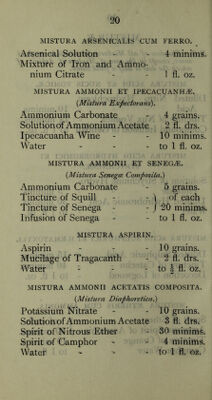 20
MISTURA ARSENICALIS CUM FERRO.
Arsenical Solution - - 4 minims.
Mixture of Iron and Ammo-
nium Citrate - - 1 fl. oz.
MISTURA AMMONII ET IPECACUANHÆ.
(Mistura Expectorans).
Ammonium Carbonate - 4 grains.
Solution of Ammonium Acetate 2 fl. drs.
Ipecacuanha Wine - - 10 minims.
Water - - - to 1 fl. oz.
MISTURA AMMONII ET SENEGÆ.
(Mistura Senegæ Composita.)
Ammonium Carbonate - 5 grains.
Tincture of Squill - } of each
Tincture of Senega - } 20 minims.
Infusion of Senega - - to 1 fl. oz.
MISTURA ASPIRIN.
Aspirin - - - 10 grains.
Mucilage of Tragacanth - 2 fl. drs.
Water - - - to ½ fl. oz.
MISTURA AMMONII ACETATIS COMPOSITA.
(Mistura Diaphoretica.)
Potassium Nitrate - - 10 grains.
Solution of Ammonium Acetate 3 fl. drs.
Spirit of Nitrous Ether - 30 minims.
Spirit of Camphor - - 4 minims.
Water - - - to 1 fl. oz.